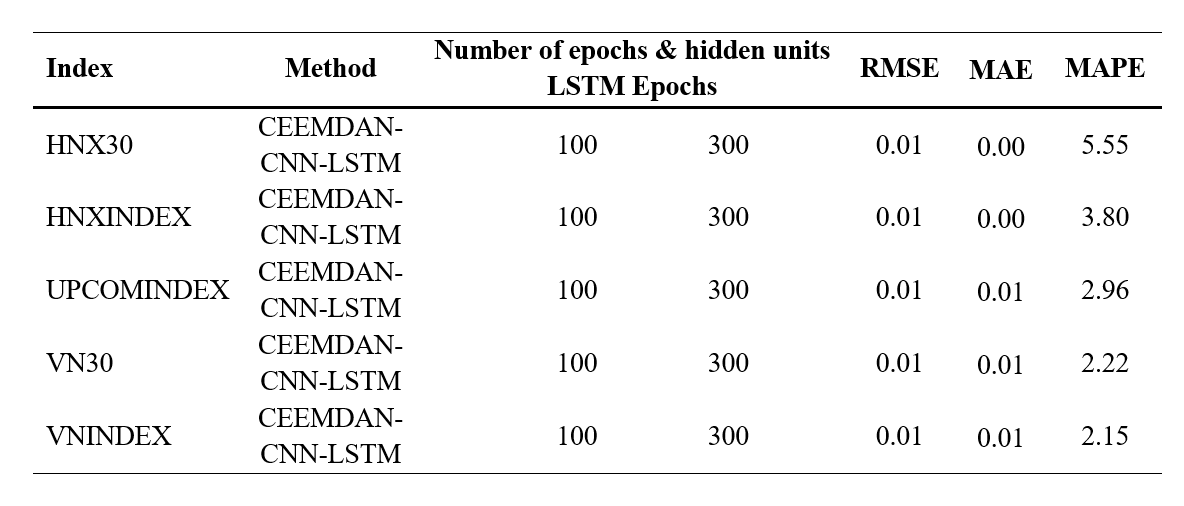 Index Method Number of epochs & hidden units LSTM Epochs RMSE MAE MAPE
HNX30 CEEMDAN-CNN-LSTM 100 300 0.01 0.00 5.55
HNXINDEX CEEMDAN-CNN-LSTM 100 300 0.01 0.00 3.80
UPCOMINDEX CEEMDAN-CNN-LSTM 100 300 0.01 0.01 2.96
VN30 CEEMDAN-CNN-LSTM 100 300 0.01 0.01 2.22
VNINDEX CEEMDAN-CNN-LSTM 100 300 0.01 0.01 2.15